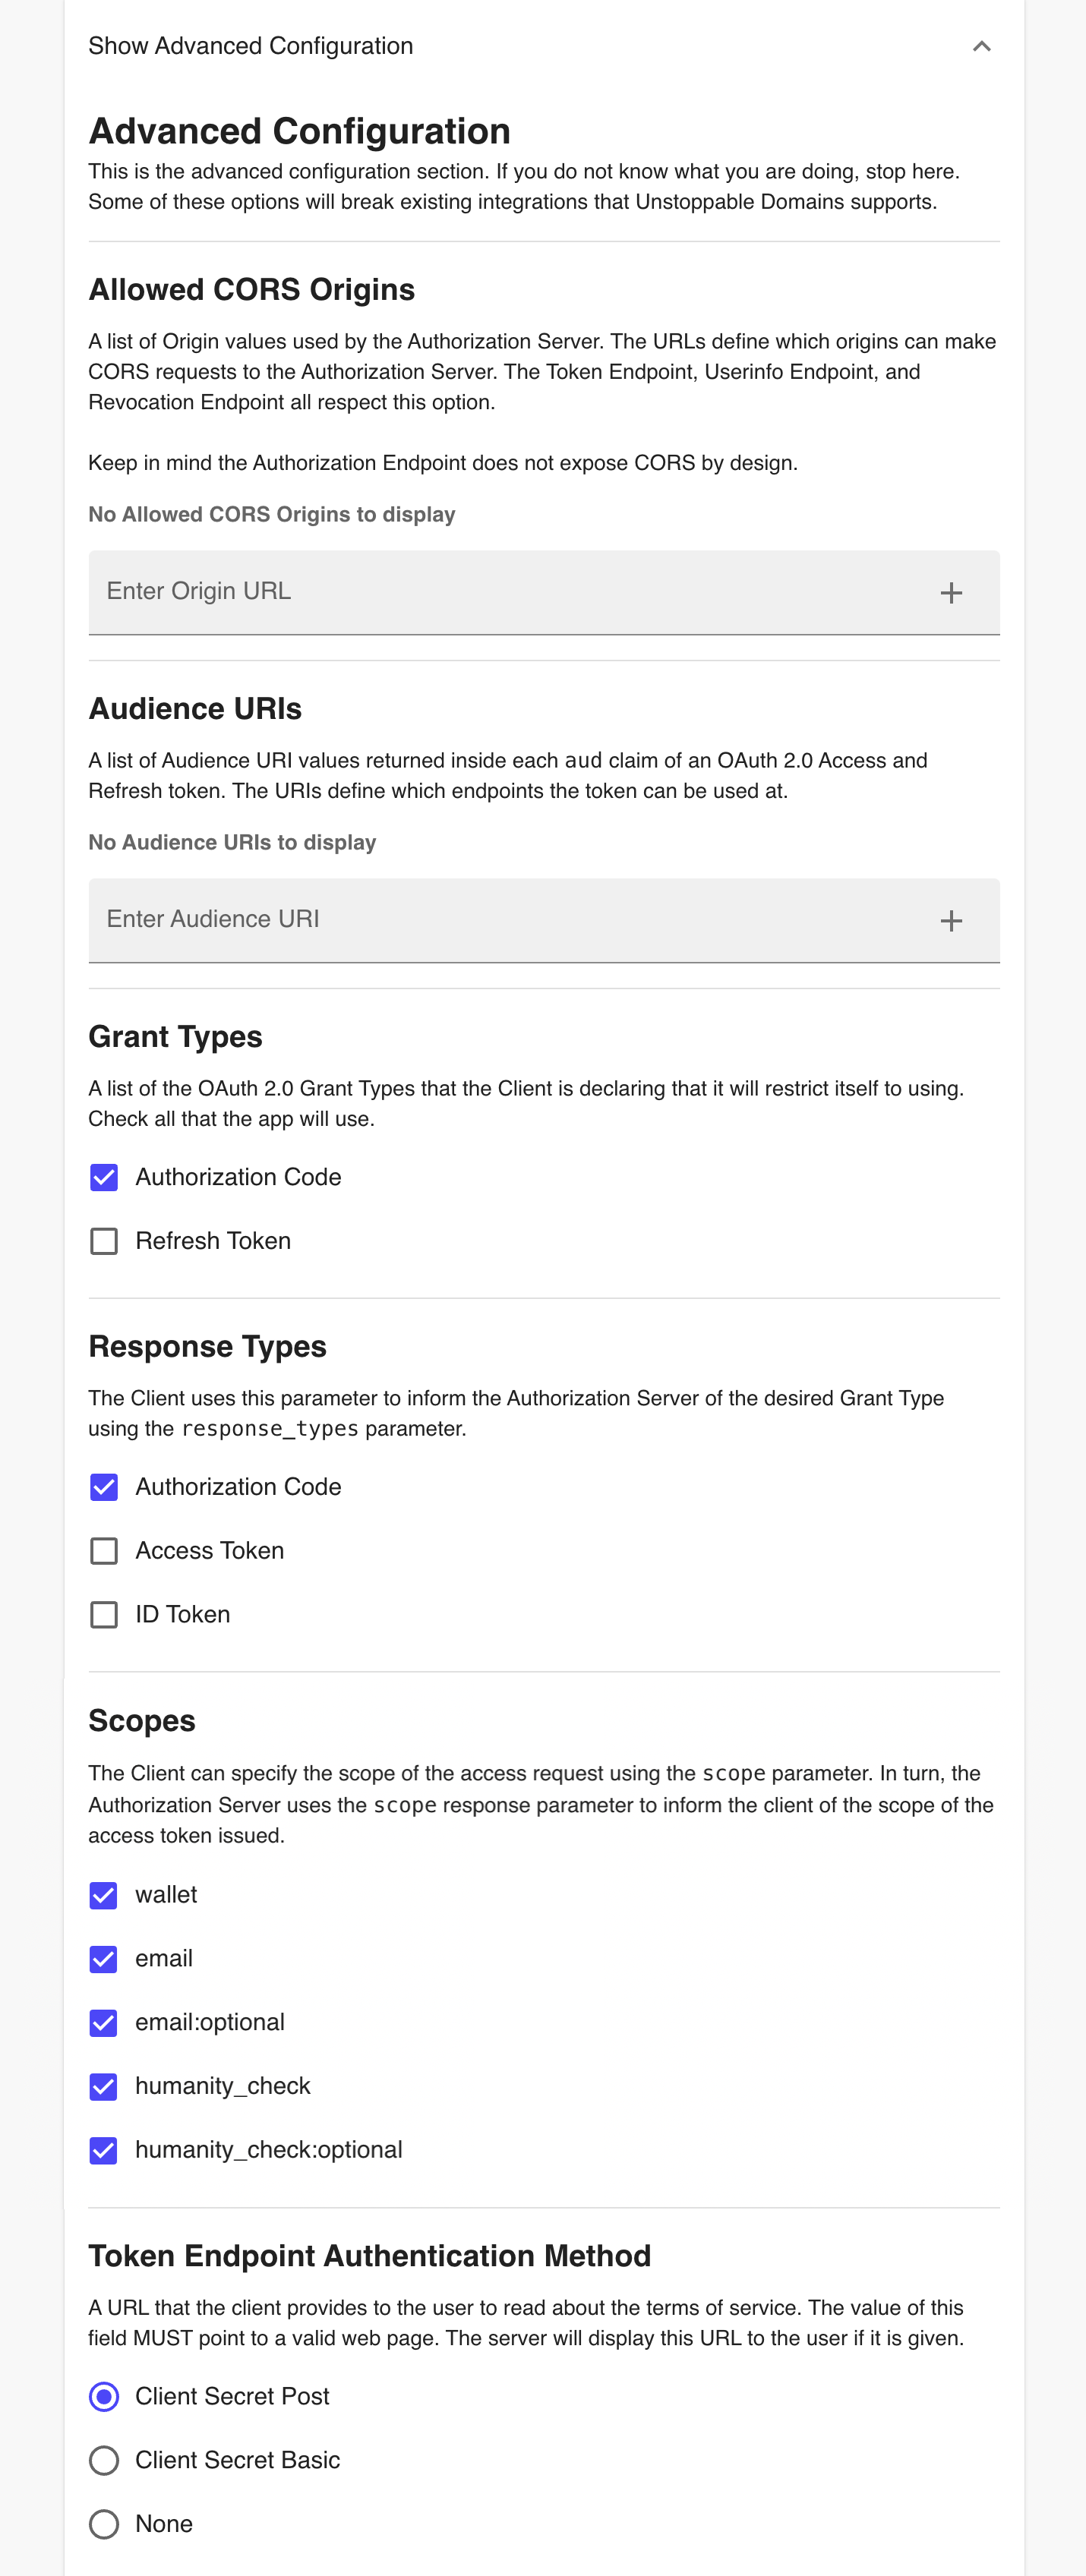 Show Advanced Configuration
Advanced Configuration
This is the advanced configuration section. If you do not know what you are doing, stop here.
Some of these options will break existing integrations that Unstoppable Domains supports.
Allowed CORS Origins
A list of Origin values used by the Authorization Server. The URLs define which origins can make
CORS requests to the Authorization Server. The Token Endpoint, Userinfo Endpoint, and
Revocation Endpoint all respect this option.
Keep in mind the Authorization Endpoint does not expose CORS by design.
No Allowed CORS Origins to display
Enter Origin URL
Audience URIs
A list of Audience URI values returned inside each aud claim of an OAuth 2.0 Access and
Refresh token. The URIs define which endpoints the token can be used at.
No Audience URIs to display
Enter Audience URI
Grant Types
A list of the OAuth 2.0 Grant Types that the Client is declaring that it will restrict itself to using.
Check all that the app will use.
Authorization Code
Refresh Token
Response Types
The Client uses this parameter to inform the Authorization Server of the desired Grant Type
using the response_types parameter.
Authorization Code
Access Token
ID Token
Scopes
The Client can specify the scope of the access request using the scope parameter. In turn, the
Authorization Server uses the scope response parameter to inform the client of the scope of the
access token issued.
wallet
email
email:optional
humanity_check
humanity_check:optional
Token Endpoint Authentication Method
A URL that the client provides to the user to read about the terms of service. The value of this
field MUST point to a valid web page. The server will display this URL to the user if it is given.
Client Secret Post
Client Secret Basic
None